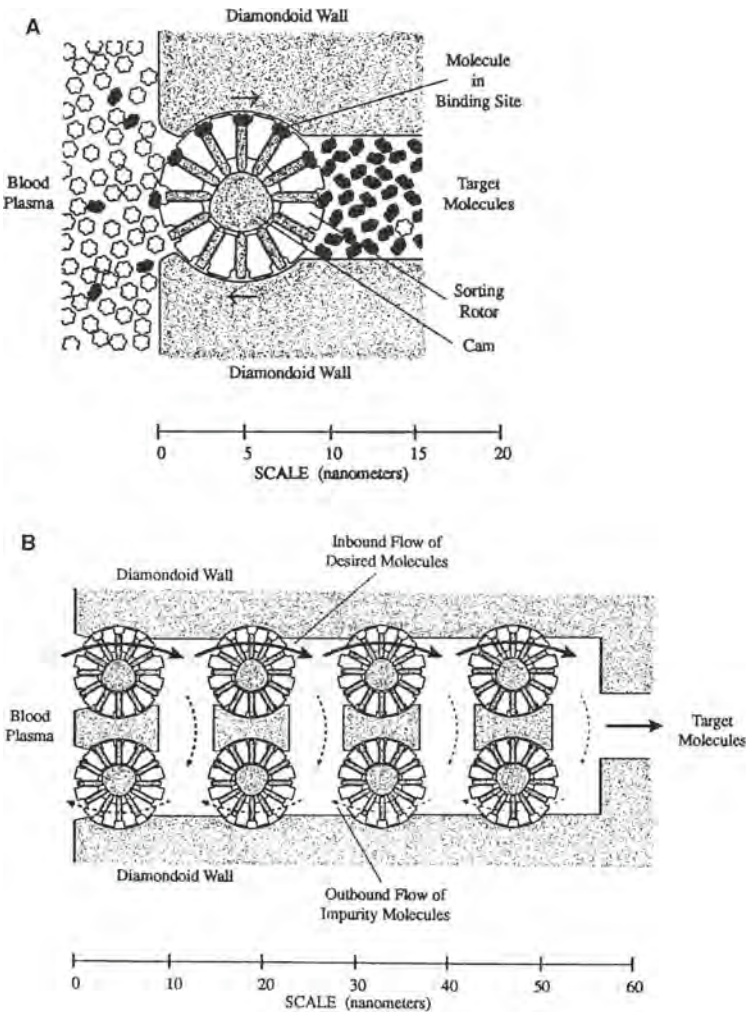 A
Diamondoid Wall
Molecule
in
Binding Site
Blood
Plasma
Target
Molecules
Sorting
Rotor
Cam
Diamondoid Wall
0 5 10 15 20
SCALE (nanometers)
B
Inbound Flow of
Desired Molecules
Diamondoid Wall
Blood
Plasma
Target
Molecules
Diamondoid Wall
Outbound Flow of
Impurity Molecules
0 10 20 30 40 50 60
SCALE (nanometers)